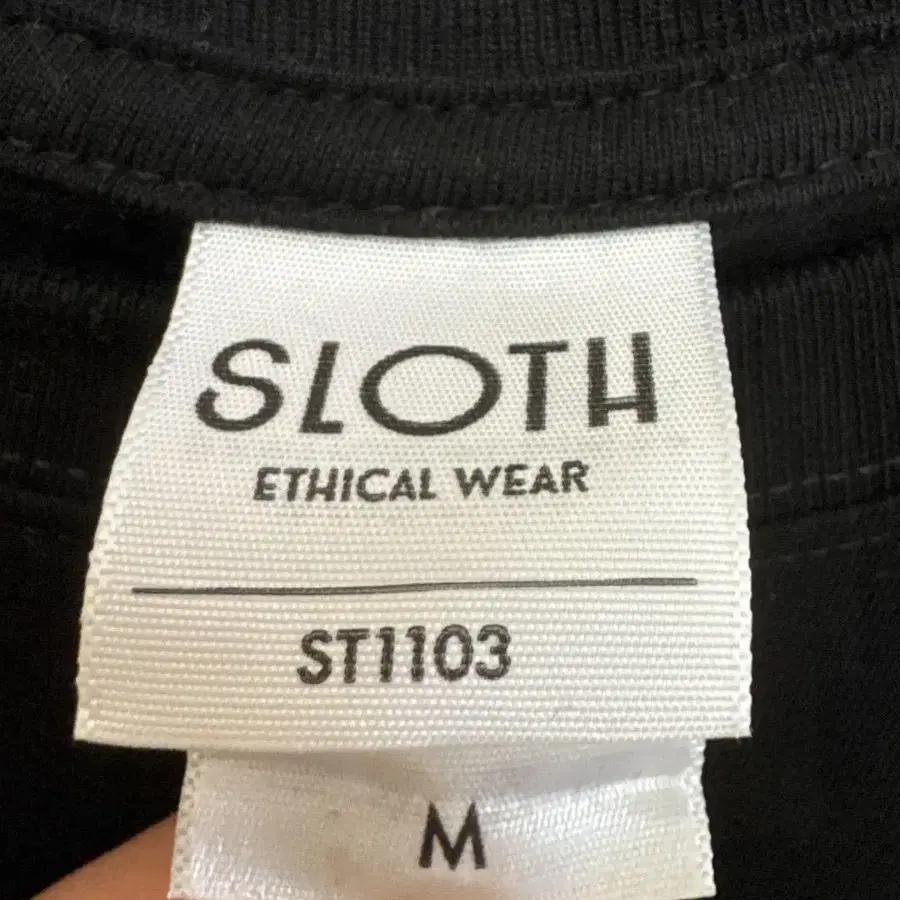 SLOTH
ETHICAL WEAR
ST1103
M